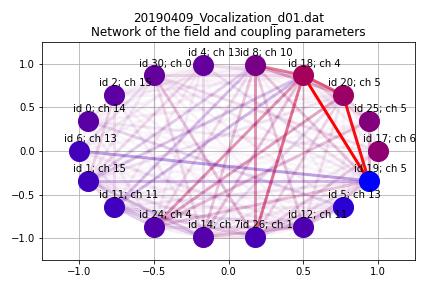 20190409_Vocalization_d01.dat
Network of the field and coupling parameters
id 4; ch 13
id 8; ch 10
id 30; ch 0
id 18; ch 4
id 2; ch 15
id 20; ch 5
id 0; ch 14
id 25; ch 5
id 6; ch 13
id 17; ch 6
id 1; ch 15
id 19; ch 5
id 11; ch 11
id 5; ch 13
id 24; ch 4
id 12; ch 11
id 14; ch 7
id 26; ch 1
1.0
0.5
0.0
−0.5
−1.0
−1.0 −0.5 0.0 0.5 1.0